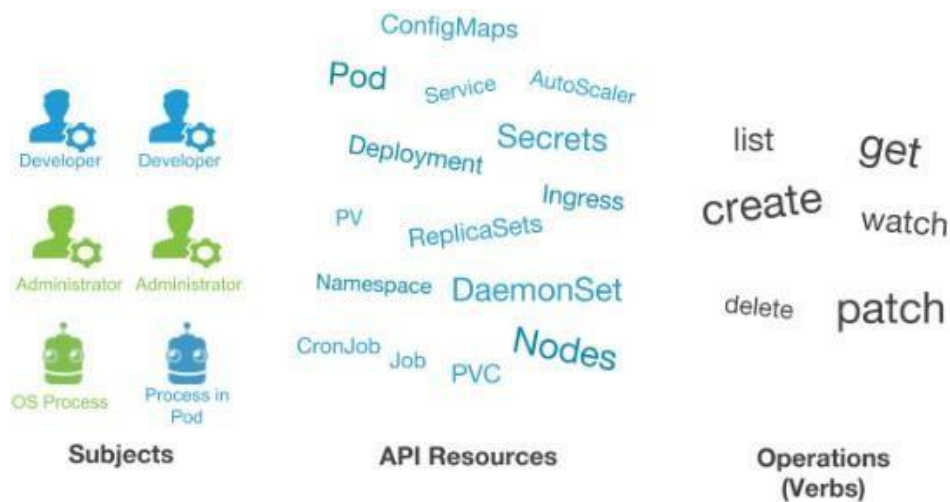 ConfigMaps
Pod
Service
AutoScaler
Developer
Developer
Deployment
Secrets
list
get
Ingress
create
watch
PV
ReplicaSets
Administrator
Administrator
Namespace
DaemonSet
delete
patch
CronJob
Job
PVC
Nodes
OS Process
Process in
Pod
Subjects
API Resources
Operations
(Verbs)